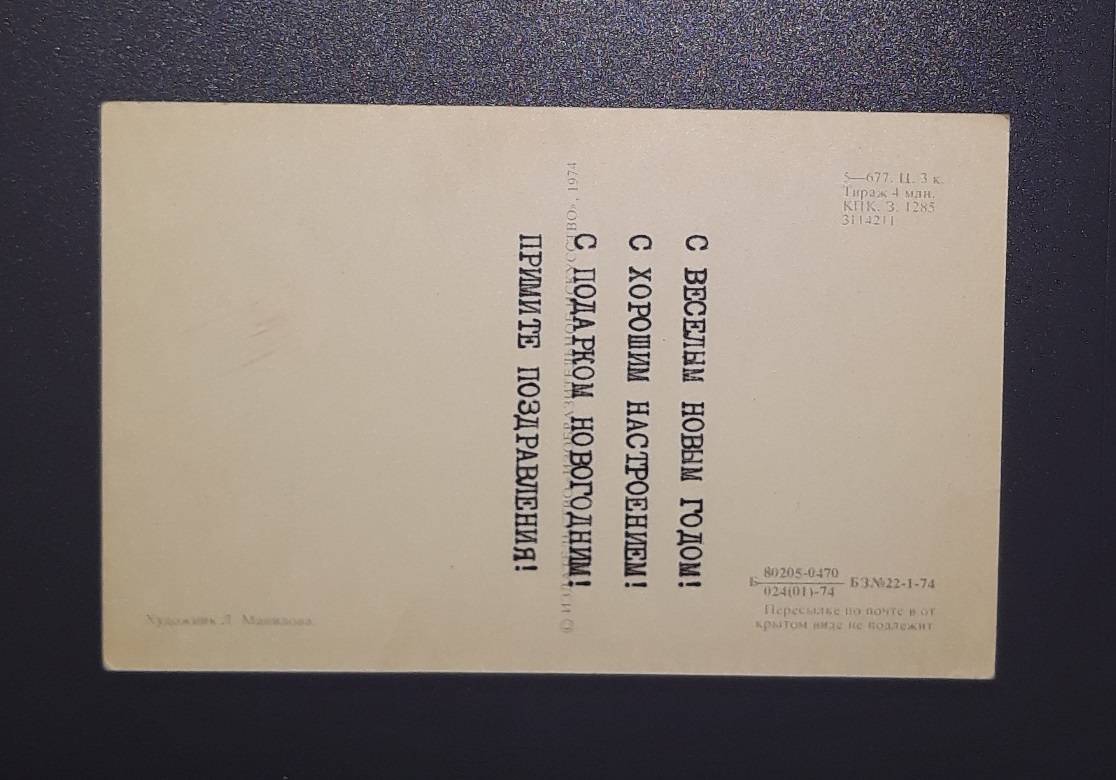 С ВЕСЕЛЫМ НОВЫМ ГОДОМ!
С ХОРОШИМ НАСТРОЕНИЕМ!
С ПОДАРКОМ НОВОГОДНИМ!
ПРИМИТЕ ПОЗДРАВЛЕНИЯ!
5—677. Ц. 3 к.
Тираж 4 млн.
КПК. З. 1285
3114211
Б 80205-0470 БЗ№22-1-74
024(01)-74
Пересылке по почте в от
крытом виде не подлежит
Художник Л.
© 1974